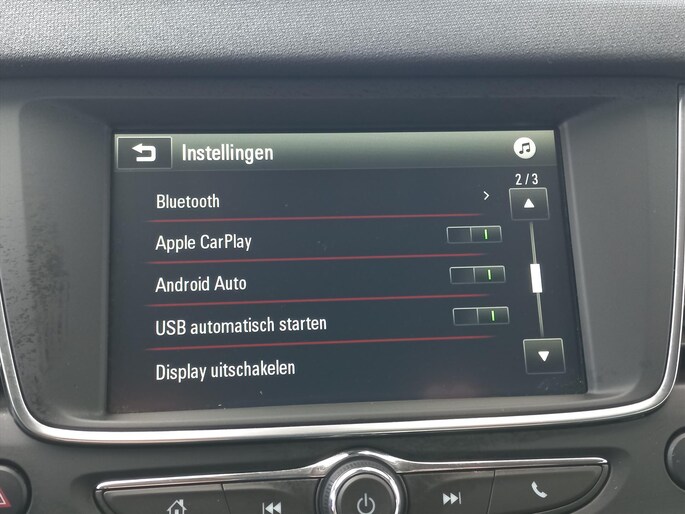 Instellingen
2/3
Bluetooth
Apple CarPlay
Android Auto
USB automatisch starten
Display uitschakelen